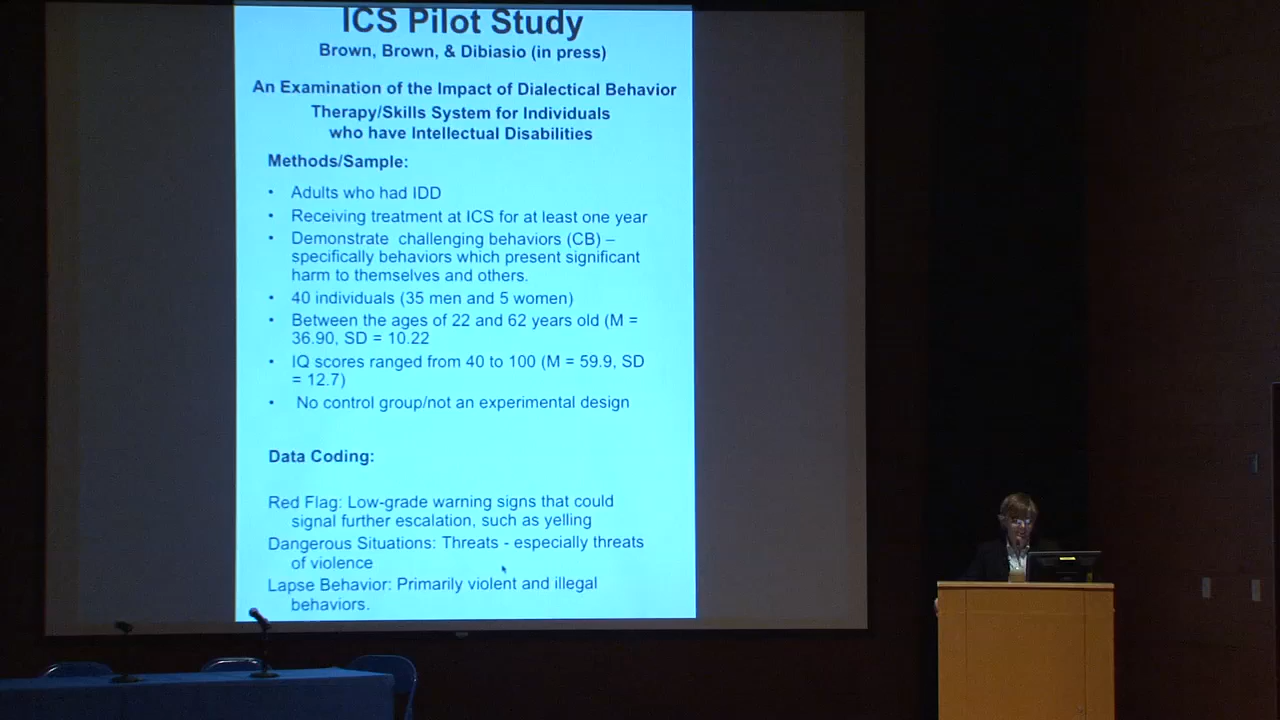 ICS Pilot Study
Brown, Brown, & Dibiasio (in press)
An Examination of the Impact of Dialectical Behavior
Therapy/Skills System for Individuals
who have Intellectual Disabilities
Methods/Sample:
• Adults who had IDD
• Receiving treatment at ICS for at least one year
• Demonstrate challenging behaviors (CB) –
specifically behaviors which present significant
harm to themselves and others.
• 40 individuals (35 men and 5 women)
• Between the ages of 22 and 62 years old (M =
36.90, SD = 10.22
• IQ scores ranged from 40 to 100 (M = 59.9, SD
= 12.7)
• No control group/not an experimental design
Data Coding:
Red Flag: Low-grade warning signs that could
signal further escalation, such as yelling
Dangerous Situations: Threats - especially threats
of violence
Lapse Behavior: Primarily violent and illegal
behaviors.